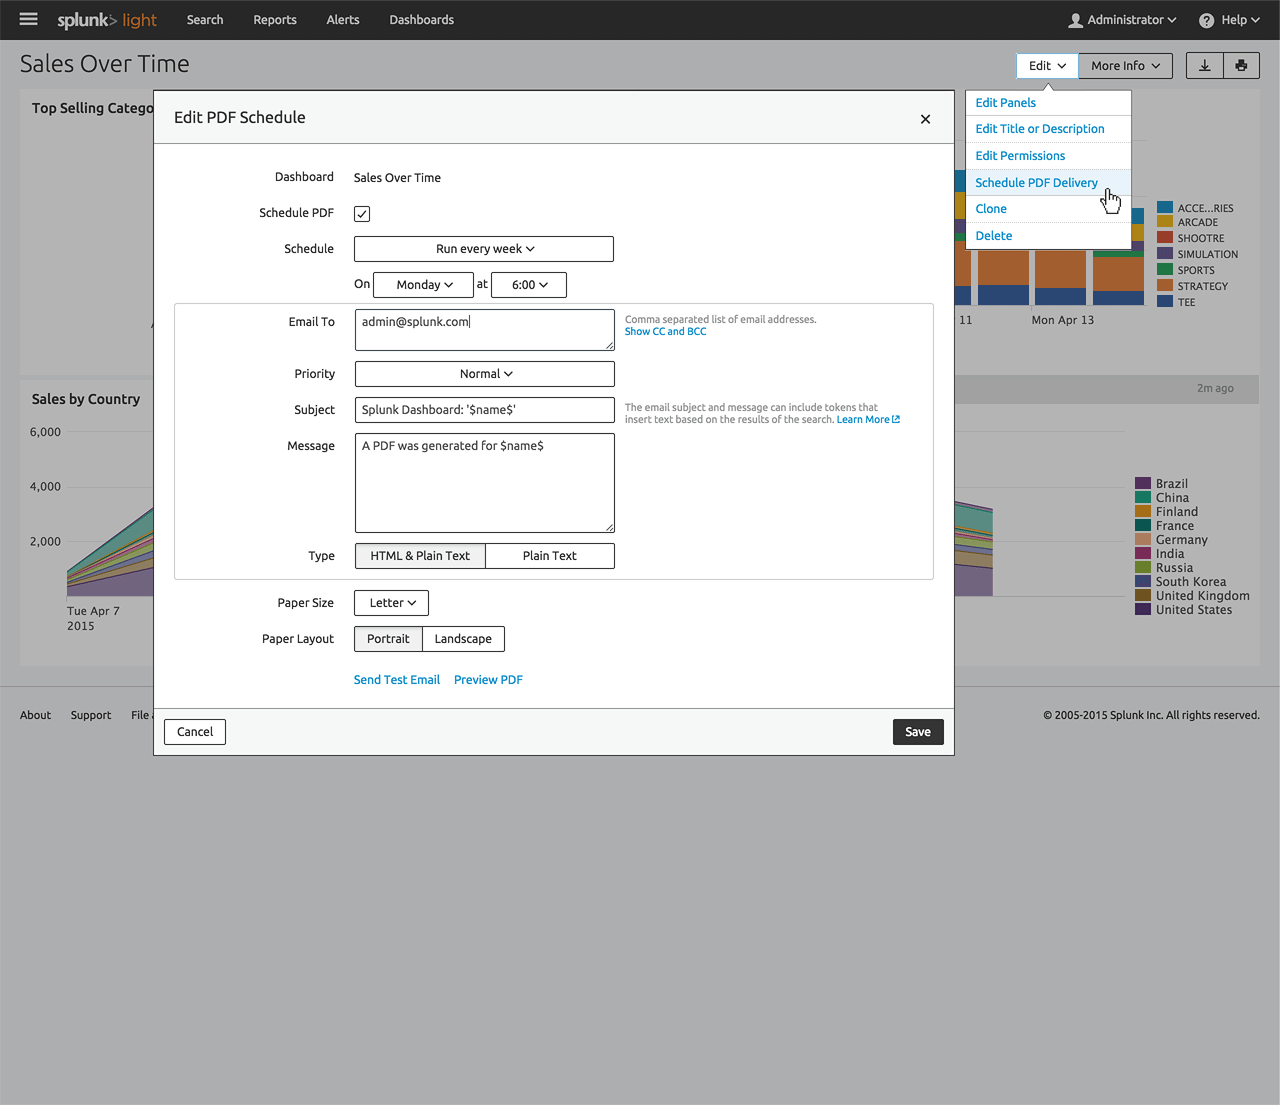 splunk> light
Search
Reports
Alerts
Dashboards
Administrator
Help
Sales Over Time
Edit
More Info
Top Selling Catego
Edit PDF Schedule
Edit Panels
Edit Title or Description
Edit Permissions
Schedule PDF Delivery
Clone
Delete
Dashboard
Sales Over Time
Schedule PDF
Schedule
Run every week
On
Monday
at
6:00
Email To
admin@splunk.com
Comma separated list of email addresses.
Show CC and BCC
Priority
Normal
Subject
Splunk Dashboard: '$name$'
The email subject and message can include tokens that
insert text based on the results of the search. Learn More
Message
A PDF was generated for $name$
Type
HTML & Plain Text
Plain Text
Paper Size
Letter
Paper Layout
Portrait
Landscape
Send Test Email
Preview PDF
Cancel
Save
ACCE...RIES
ARCADE
SHOOTRE
SIMULATION
SPORTS
STRATEGY
TEE
11
Mon Apr 13
2m ago
Sales by Country
6,000
4,000
2,000
Tue Apr 7
2015
Brazil
China
Finland
France
Germany
India
Russia
South Korea
United Kingdom
United States
About
Support
File
© 2005-2015 Splunk Inc. All rights reserved.